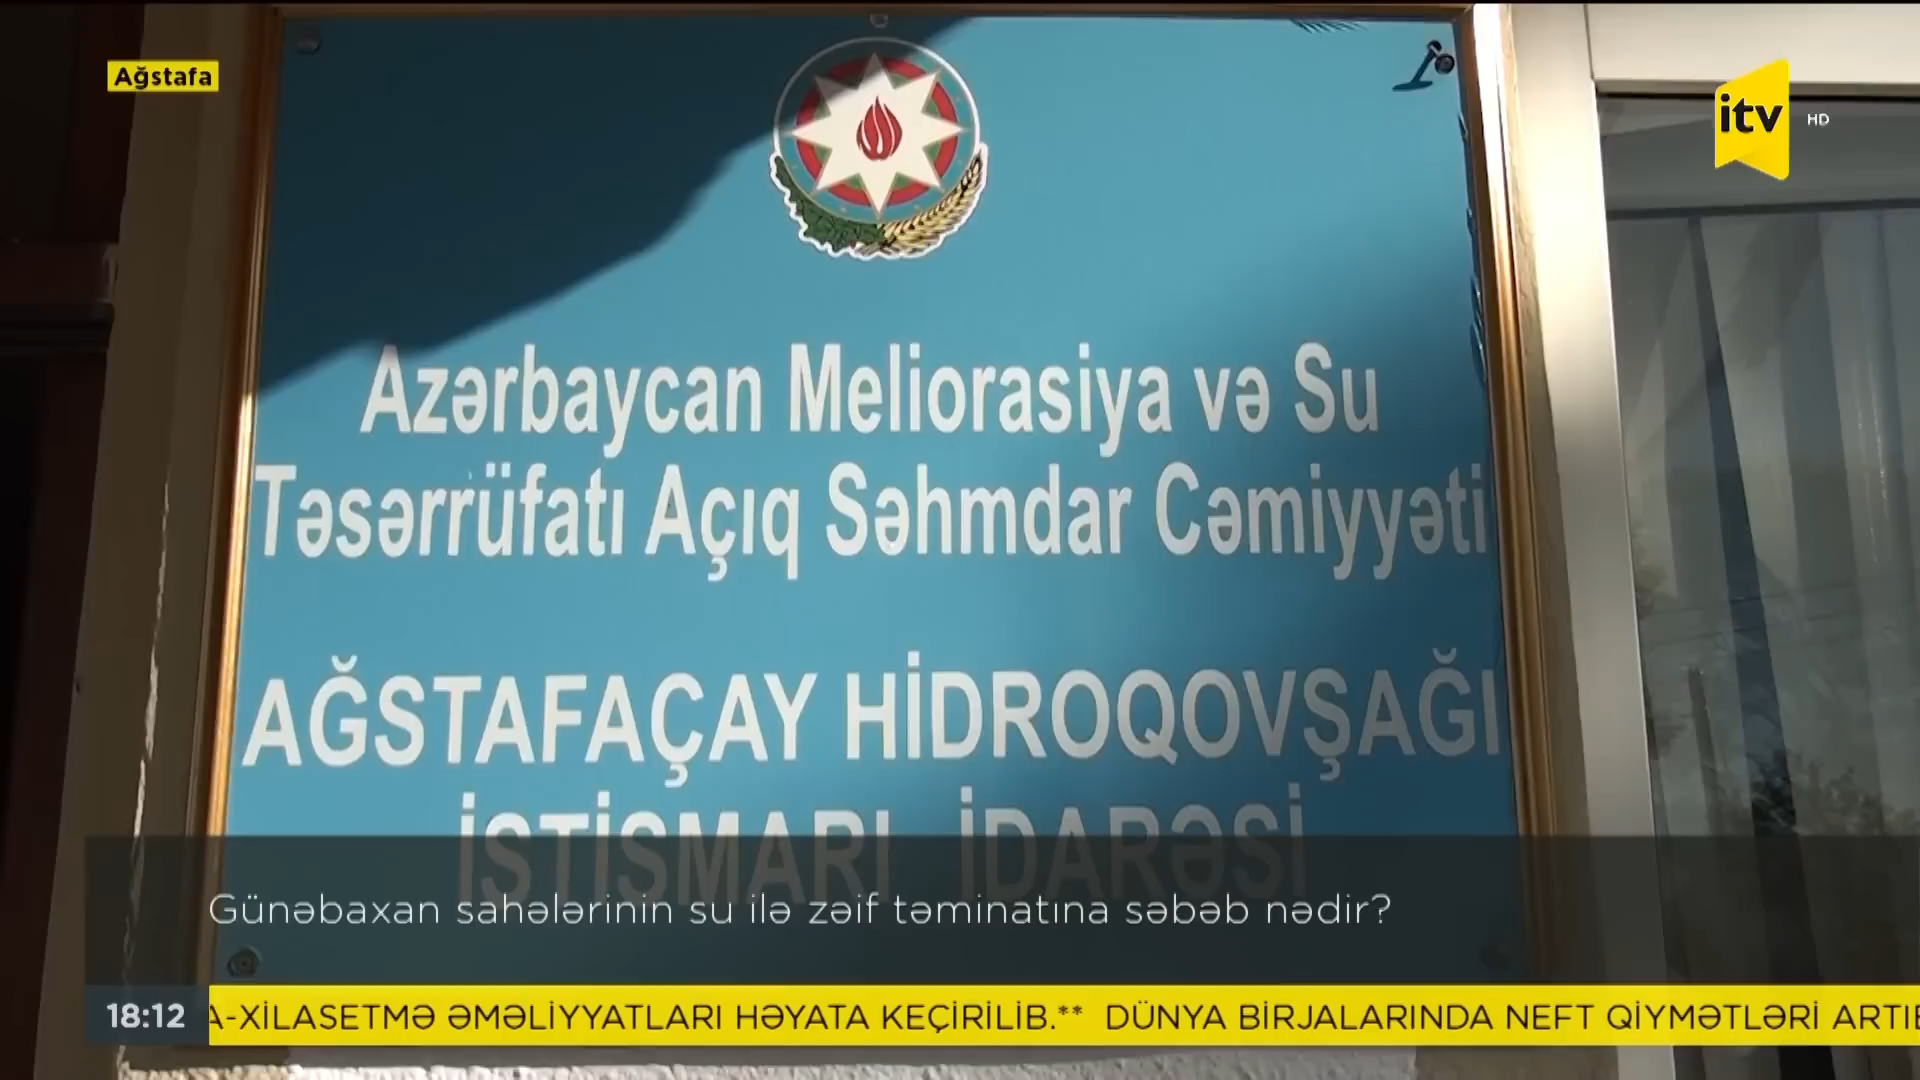 Ağstafa
itv HD
Azərbaycan Meliorasiya və Su
Təsərrüfatı Açıq Səhmdar Cəmiyyəti
AĞSTAFAÇAY HİDROQOVŞAĞI
İSTİSMARI İDARƏSİ
Günəbaxan sahələrinin su ilə zəif təminatına səbəb nədir?
18:12
A-XİLASETMƏ ƏMƏLİYYATLARI HƏYATA KEÇİRİLİB.** DÜNYA BİRJALARINDA NEFT QİYMƏTLƏRİ